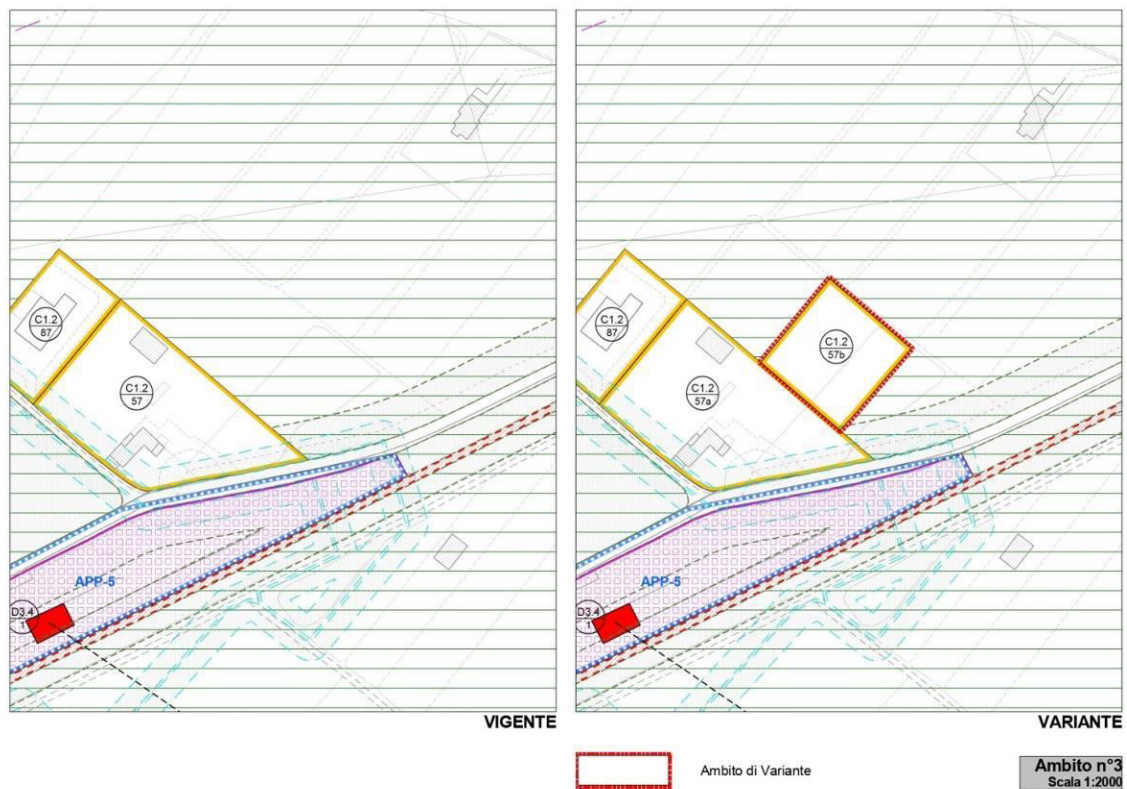 C1.2
87
C1.2
57
APP-5
D3.4
1
VIGENTE
C1.2
87
C1.2
57a
C1.2
57b
APP-5
D3.4
1
VARIANTE
Ambito di Variante
Ambito n°3
Scala 1:2000